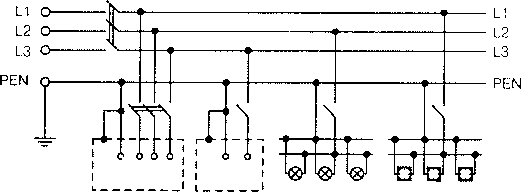 L1 L1
L2 L2
L3 L3
PEN PEN